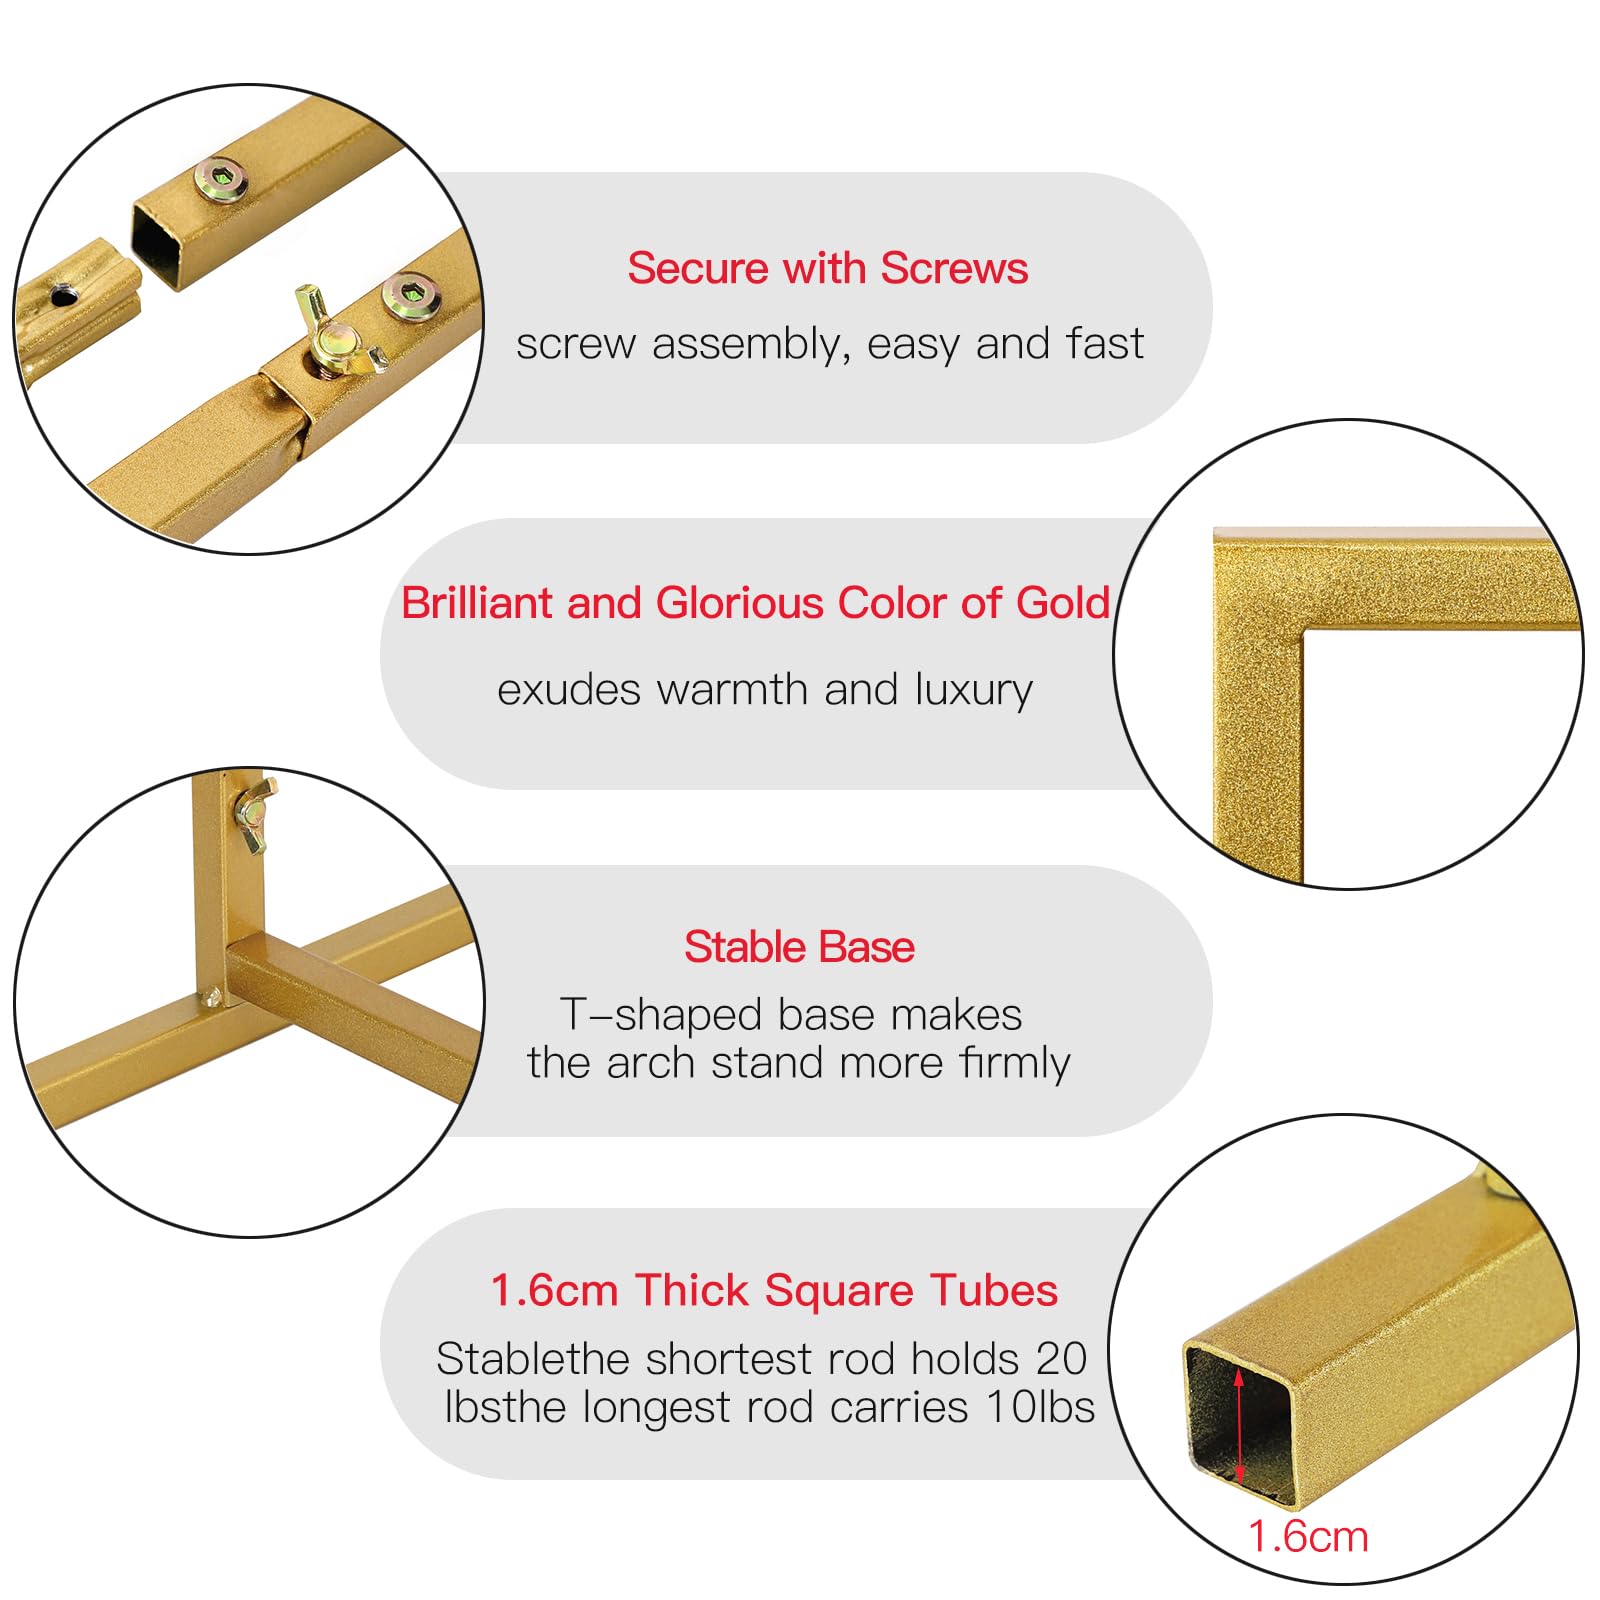 Secure with Screws
screw assembly, easy and fast
Brilliant and Glorious Color of Gold
exudes warmth and luxury
Stable Base
T-shaped base makes
the arch stand more firmly
1.6cm Thick Square Tubes
Stablethe shortest rod holds 20
lbsthe longest rod carries 10lbs
1.6cm